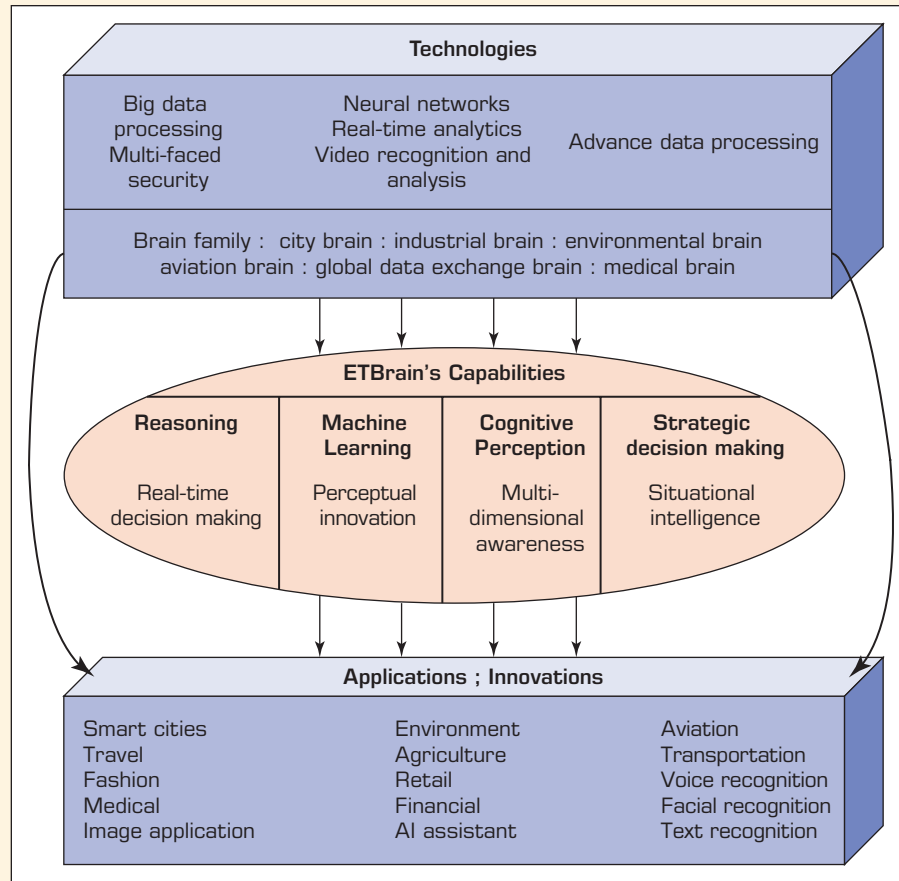 Technologies
Big data
processing
Multi-faced
security
Neural networks
Real-time analytics
Video recognition and
analysis
Advance data processing
Brain family : city brain : industrial brain : environmental brain
aviation brain : global data exchange brain : medical brain
ETBrain's Capabilities
Reasoning
Real-time
decision making
Machine
Learning
Perceptual
innovation
Cognitive
Perception
Multi-
dimensional
awareness
Strategic
decision making
Situational
intelligence
Applications ; Innovations
Smart cities
Travel
Fashion
Medical
Image application
Environment
Agriculture
Retail
Financial
AI assistant
Aviation
Transportation
Voice recognition
Facial recognition
Text recognition